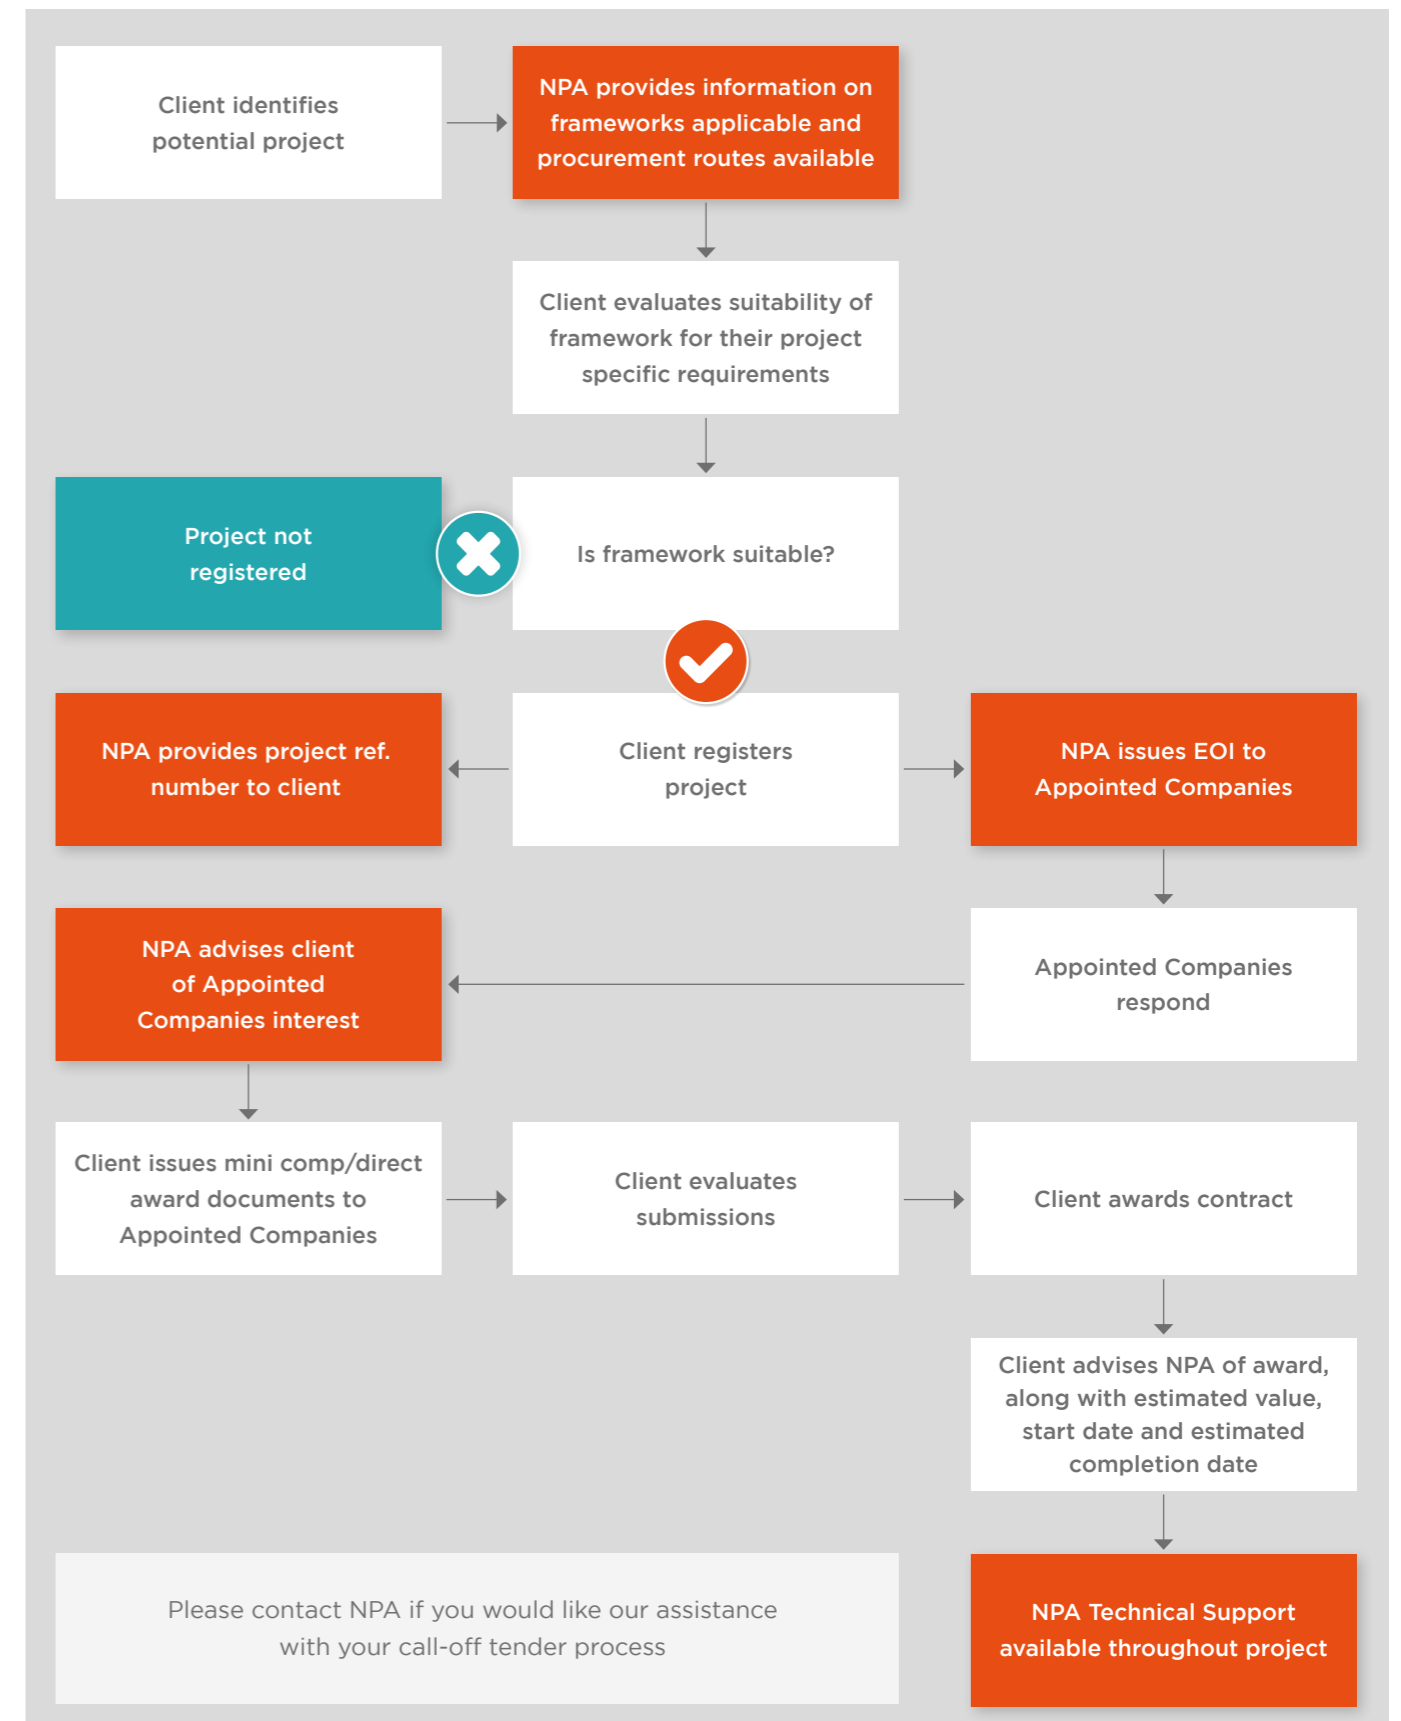 Client identifies
potential project
NPA provides information on
frameworks applicable and
procurement routes available
Client evaluates suitability of
framework for their project
specific requirements
Project not
registered
Is framework suitable?
NPA provides project ref.
number to client
Client registers
project
NPA issues EOI to
Appointed Companies
NPA advises client
of Appointed
Companies interest
Appointed Companies
respond
Client issues mini comp/direct
award documents to
Appointed Companies
Client evaluates
submissions
Client awards contract
Client advises NPA of award,
along with estimated value,
start date and estimated
completion date
Please contact NPA if you would like our assistance
with your call-off tender process
NPA Technical Support
available throughout project